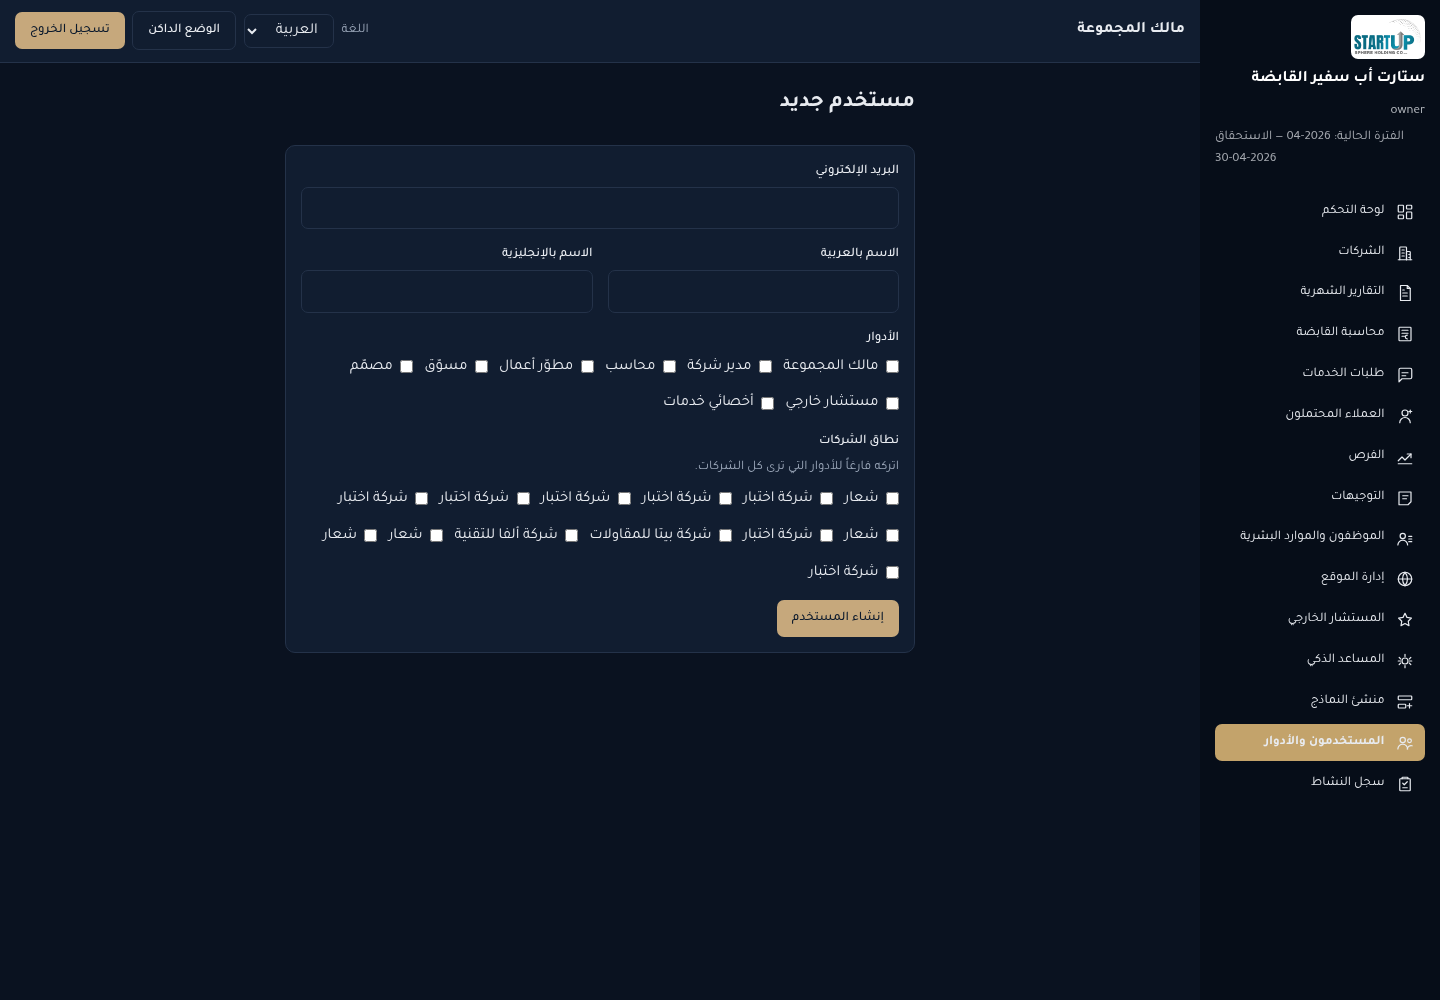 STARTUP
SPHERE HOLDING CO...
ستارت أب سفير القابضة
owner
الفترة الحالية: 2026-04 – الاستحقاق
30-04-2026
لوحة التحكم
الشركات
التقارير الشهرية
محاسبة القابضة
طلبات الخدمات
العملاء المحتملون
الفرص
التوجيهات
الموظفون والموارد البشرية
إدارة الموقع
المستشار الخارجي
المساعد الذكي
منشئ النماذج
المستخدمون والأدوار
سجل النشاط
مالك المجموعة
اللغة
العربية
الوضع الداكن
تسجيل الخروج
مستخدم جديد
البريد الإلكتروني
الاسم بالعربية
الاسم بالإنجليزية
الأدوار
مالك المجموعة مدير شركة محاسب مطوّر أعمال مسوّق مصمّم
مستشار خارجي أخصائي خدمات
نطاق الشركات
اتركه فارغاً للأدوار التي ترى كل الشركات.
شعار شركة اختبار شركة اختبار شركة اختبار شركة اختبار شركة اختبار
شعار شركة اختبار شركة بيتا للمقاولات شركة ألفا للتقنية شعار شعار
شركة اختبار
إنشاء المستخدم